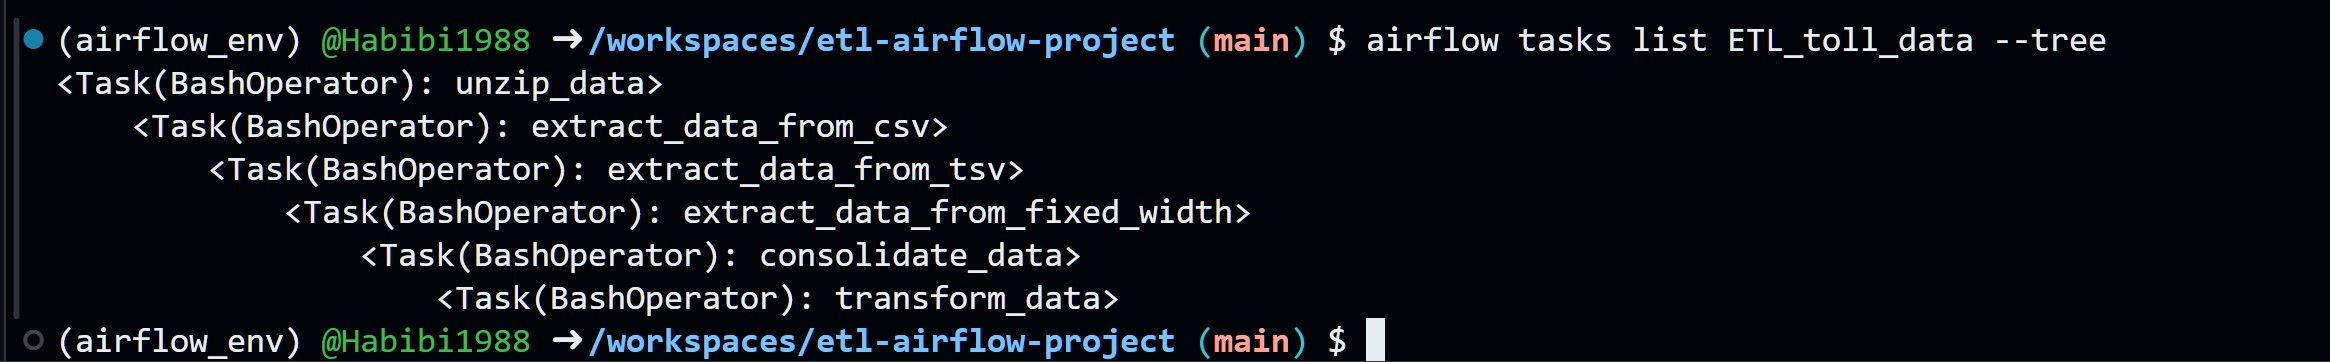 (airflow_env) @Habibi1988 ➜/workspaces/etl-airflow-project (main) $ airflow tasks list ETL_toll_data --tree
<Task(BashOperator): unzip_data>
    <Task(BashOperator): extract_data_from_csv>
        <Task(BashOperator): extract_data_from_tsv>
            <Task(BashOperator): extract_data_from_fixed_width>
                <Task(BashOperator): consolidate_data>
                    <Task(BashOperator): transform_data>
(airflow_env) @Habibi1988 ➜/workspaces/etl-airflow-project (main) $